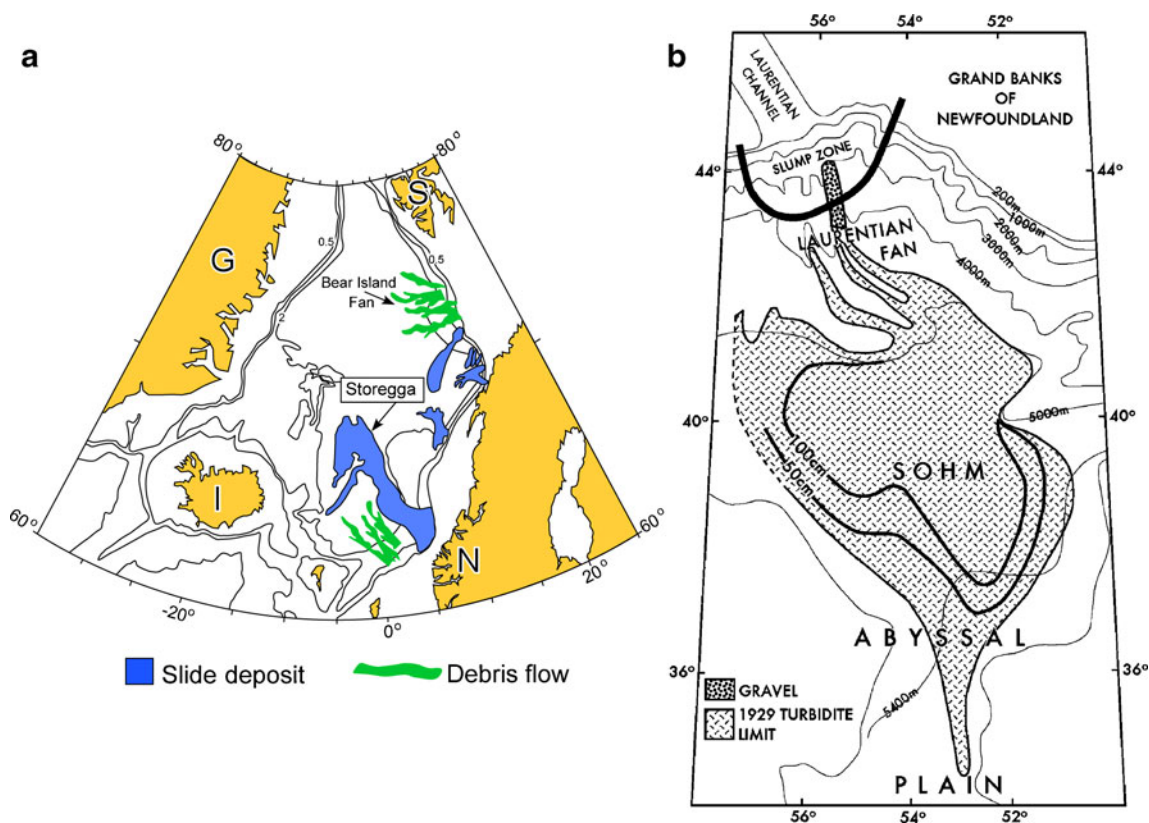 a
80°
80°
S
G
0.5
0.5
Bear Island
Fan
2
Storegga
I
N
60°
60°
-20°
0°
20°
Slide deposit
Debris flow
b
56°
54°
52°
LAURENTIAN
CHANNEL
GRAND BANKS
OF
NEWFOUNDLAND
SLUMP ZONE
44°
44°
200m
1000m
2000m
3000m
4000m
LAURENTIAN
FAN
5000m
40°
40°
100cm
50cm
SOHM
ABYSSAL
36°
36°
5400m
GRAVEL
1929 TURBIDITE
LIMIT
PLAIN
56°
54°
52°